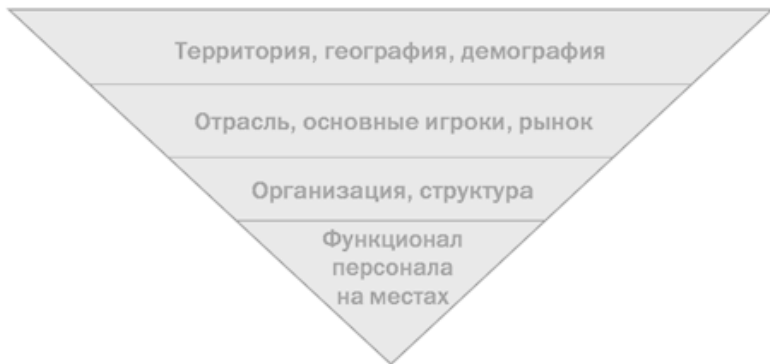 Территория, география, демография
Отрасль, основные игроки, рынок
Организация, структура
Функционал
персонала
на местах